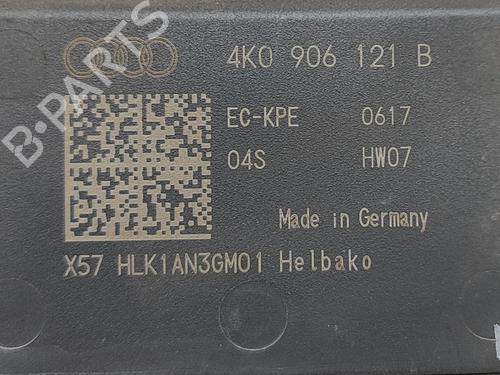 4K0 906 121 B
EC-KPE 0617
04S HW07
Made in Germany
X57 HLK1AN3GM01 Helbako
B-PARTS